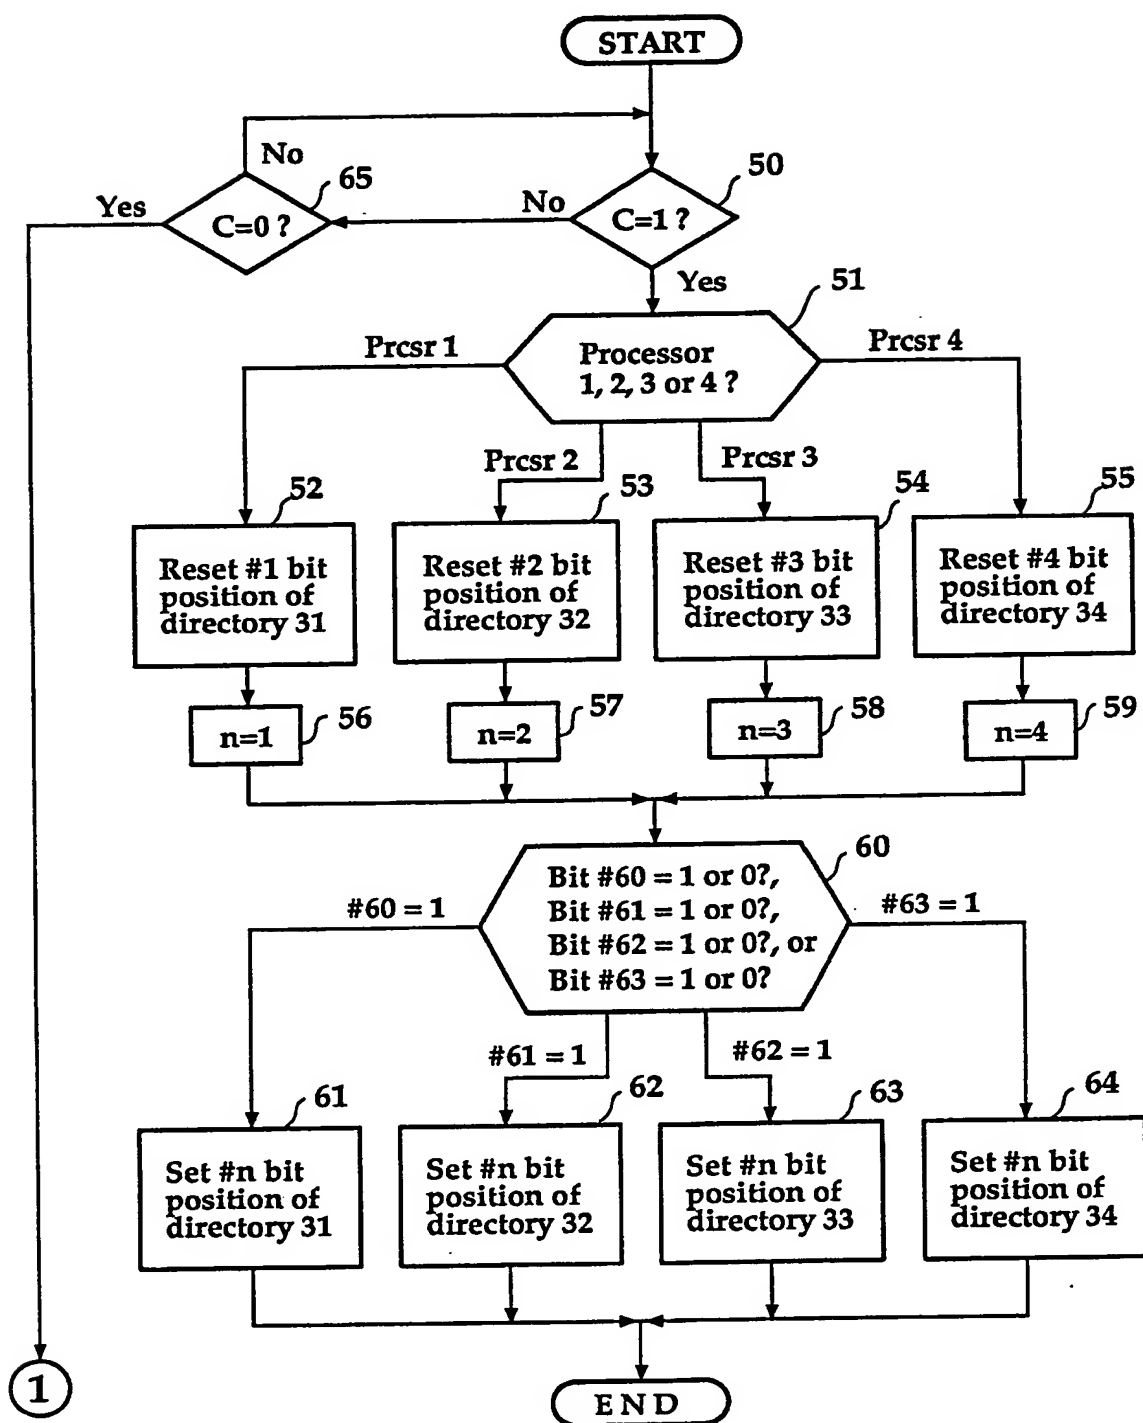 START
No
65
50
Yes
C=0 ?
No
C=1 ?
Yes
51
Prcsr 1
Processor
1, 2, 3 or 4 ?
Prcsr 4
Prcsr 2
Prcsr 3
52
53
54
55
Reset #1 bit
position of
directory 31
Reset #2 bit
position of
directory 32
Reset #3 bit
position of
directory 33
Reset #4 bit
position of
directory 34
n=1
56
n=2
57
n=3
58
n=4
59
60
Bit #60 = 1 or 0?,
Bit #61 = 1 or 0?,
Bit #62 = 1 or 0?, or
Bit #63 = 1 or 0?
#60 = 1
#63 = 1
#61 = 1
#62 = 1
61
62
63
64
Set #n bit
position of
directory 31
Set #n bit
position of
directory 32
Set #n bit
position of
directory 33
Set #n bit
position of
directory 34
1
END